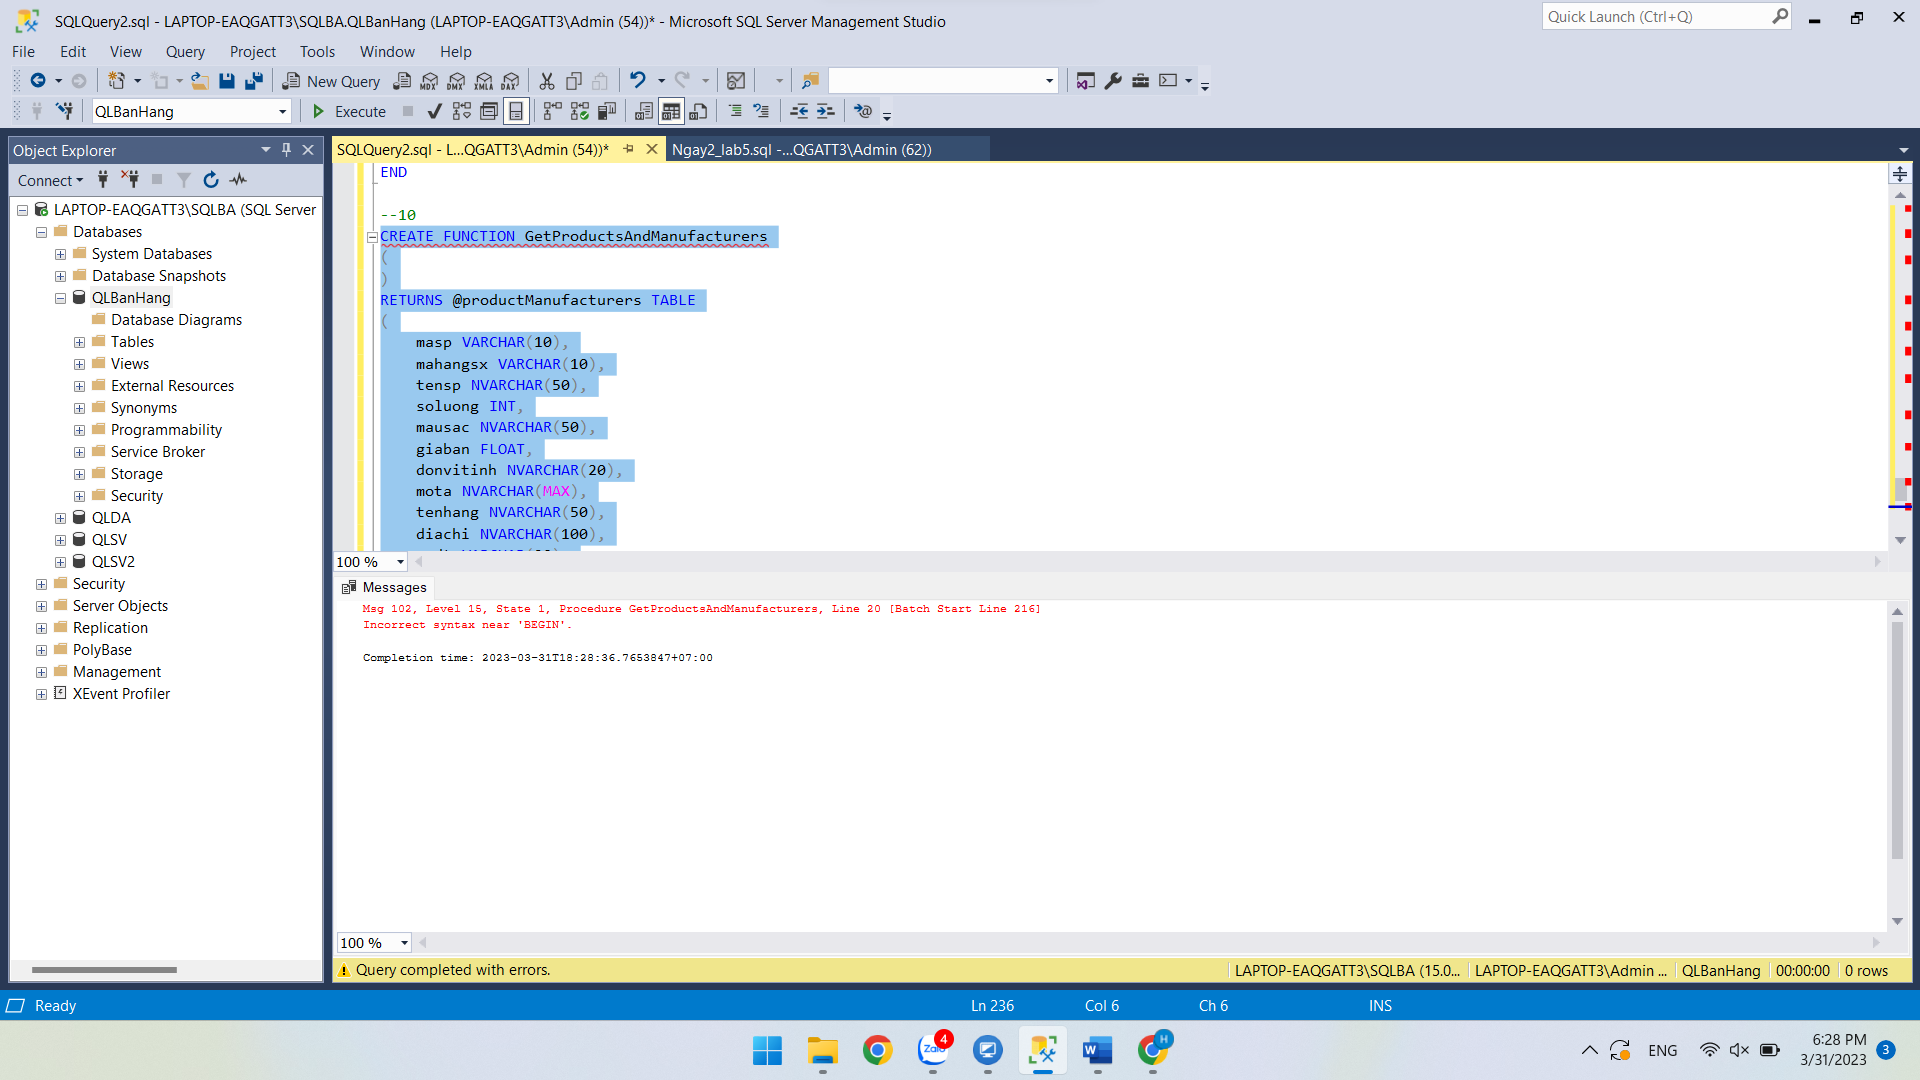 SQLQuery2.sql - LAPTOP-EAQGATT3\SQLBA.QLBanHang (LAPTOP-EAQGATT3\Admin (54))* - Microsoft SQL Server Management Studio
Quick Launch (Ctrl+Q)
File Edit View Query Project Tools Window Help
New Query MDX DMX XMLA DAX
QLBanHang Execute
Object Explorer
Connect
LAPTOP-EAQGATT3\SQLBA (SQL Server
Databases
System Databases
Database Snapshots
QLBanHang
Database Diagrams
Tables
Views
External Resources
Synonyms
Programmability
Service Broker
Storage
Security
QLDA
QLSV
QLSV2
Security
Server Objects
Replication
PolyBase
Management
XEvent Profiler
SQLQuery2.sql - L...QGATT3\Admin (54))* Ngay2_lab5.sql -...QGATT3\Admin (62))
END
--10
CREATE FUNCTION GetProductsAndManufacturers
(
)
RETURNS @productManufacturers TABLE
(
masp VARCHAR(10),
mahangsx VARCHAR(10),
tensp NVARCHAR(50),
soluong INT,
mausac NVARCHAR(50),
giaban FLOAT,
donvitinh NVARCHAR(20),
mota NVARCHAR(MAX),
tenhang NVARCHAR(50),
diachi NVARCHAR(100),
100 %
Messages
Msg 102, Level 15, State 1, Procedure GetProductsAndManufacturers, Line 20 [Batch Start Line 216]
Incorrect syntax near 'BEGIN'.
Completion time: 2023-03-31T18:28:36.7653847+07:00
100 %
Query completed with errors. LAPTOP-EAQGATT3\SQLBA (15.0... LAPTOP-EAQGATT3\Admin ... QLBanHang 00:00:00 0 rows
Ready Ln 236 Col 6 Ch 6 INS
Zalo 4 W H
ENG
6:28 PM
3/31/2023
3